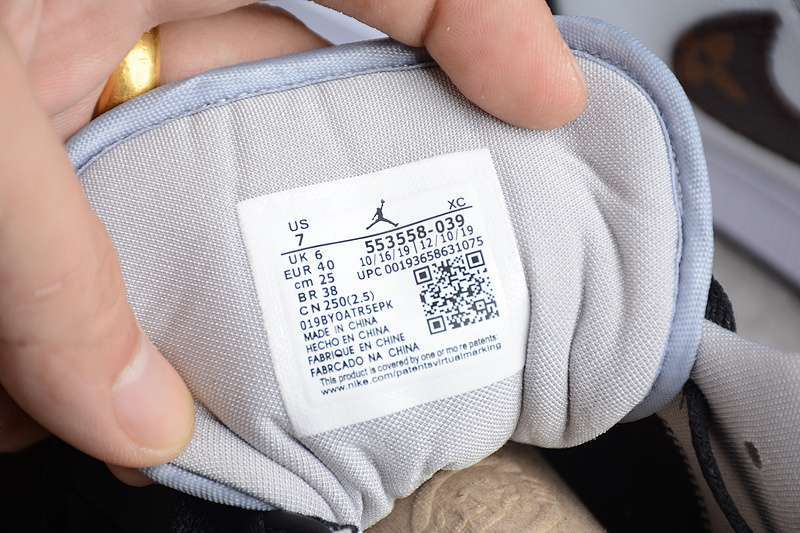 US XC
7
UK 6 553558-039
EUR 40 10/16/19 | 12/10/19
cm 25 UPC 00193658631075
BR 38
CN 250(2.5)
019BYOATR5EPK
MADE IN CHINA
HECHO EN CHINA
FABRIQUE EN CHINE
FABRCADO NA CHINA
This product is covered by one or more patents:
www.nike.com/patentsvirtualmarking